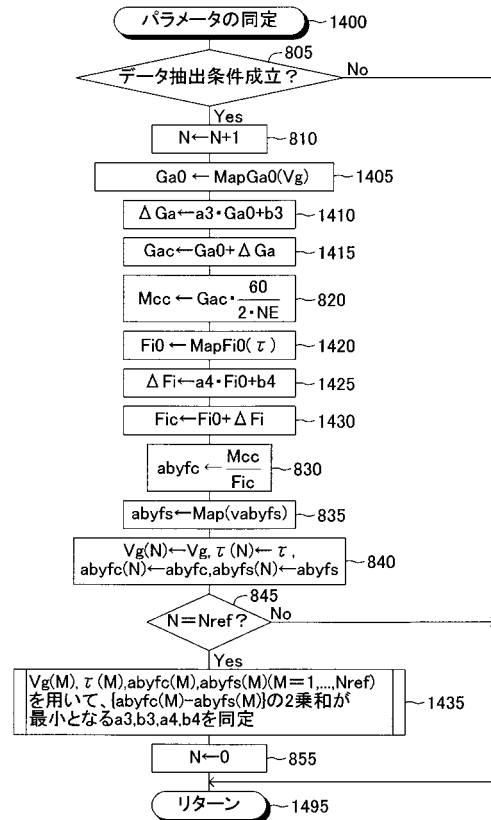 パラメータの同定
1400
805
データ抽出条件成立？
No
Yes
N←N+1
810
Ga0 ← MapGa0(Vg)
1405
ΔGa←a3・Ga0+b3
1410
Gac←Ga0+ΔGa
1415
Mcc ← Gac・60/2・NE
820
Fi0 ← MapFi0(τ)
1420
ΔFi←a4・Fi0+b4
1425
Fic←Fi0+ΔFi
1430
abyfc ← Mcc/Fic
830
abyfs←Map(vabyfs)
835
Vg(N)←Vg, τ(N)← τ,
abyfc(N)←abyfc,abyfs(N)←abyfs
840
845
N=Nref？
No
Yes
Vg(M), τ(M),abyfc(M),abyfs(M)(M=1,...,Nref)
を用いて、{abyfc(M)-abyfs(M)}の2乗和が
最小となるa3,b3,a4,b4を同定
1435
N←0
855
リターン
1495